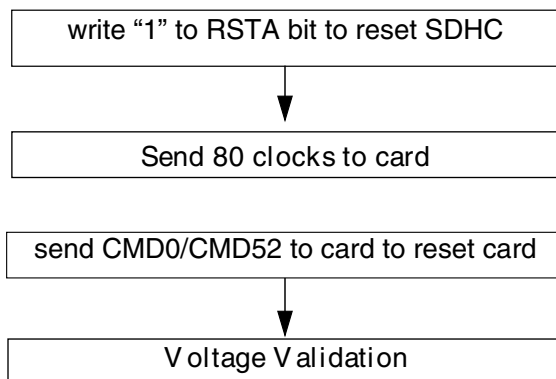 write “1” to RSTA bit to reset SDHC
Send 80 clocks to card
send CMD0/CMD52 to card to reset card
Voltage Validation